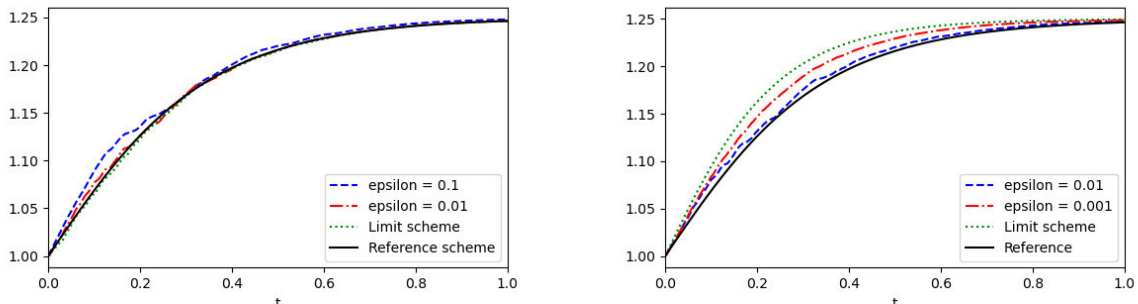 1.25
1.20
1.15
1.10
1.05
1.00
0.0 0.2 0.4 0.6 0.8 1.0
t
epsilon = 0.1
epsilon = 0.01
Limit scheme
Reference scheme
1.25
1.20
1.15
1.10
1.05
1.00
0.0 0.2 0.4 0.6 0.8 1.0
t
epsilon = 0.01
epsilon = 0.001
Limit scheme
Reference